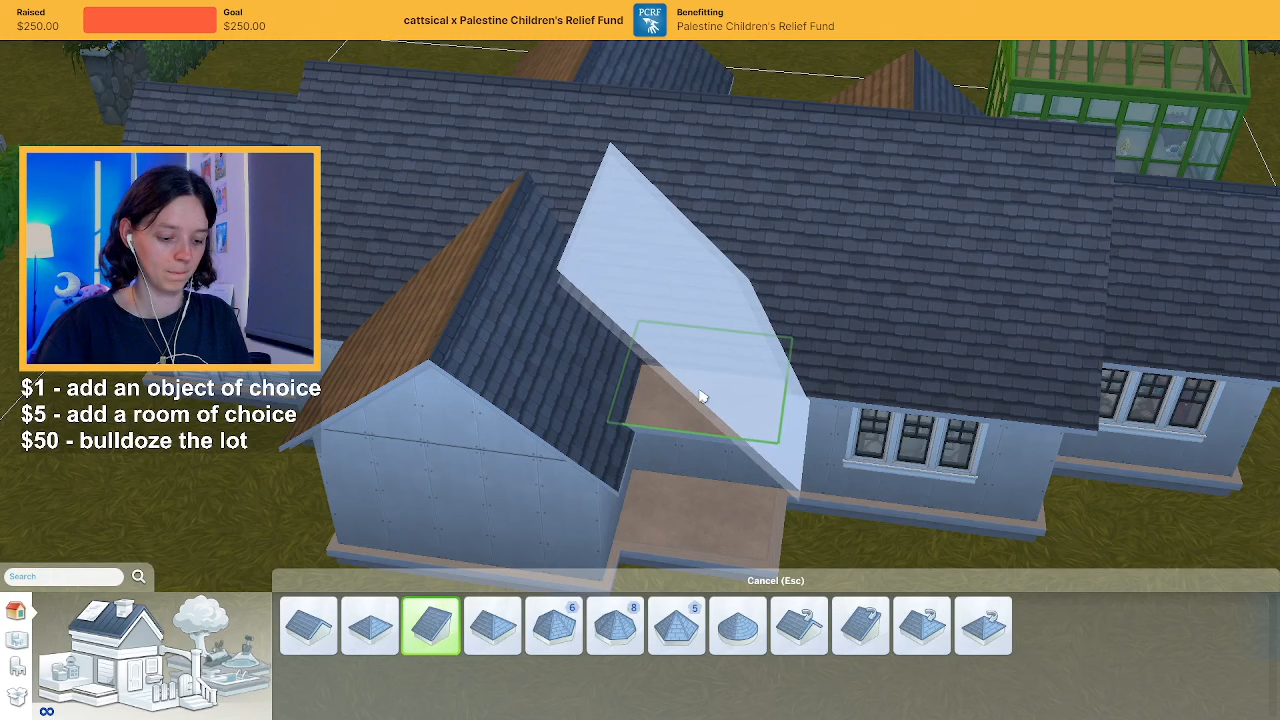 Raised
$250.00
Goal
$250.00
cattsical x Palestine Children's Relief Fund
PCRF
Benefitting
Palestine Children's Relief Fund
$1 - add an object of choice
$5 - add a room of choice
$50 - bulldoze the lot
Search
Cancel (Esc)
6
8
5